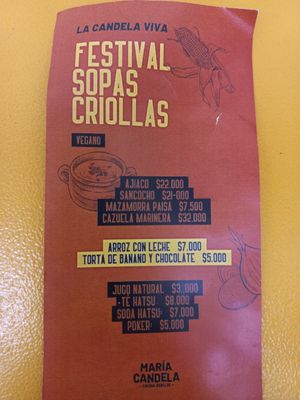 LA CANDELA VIVA
FESTIVAL
SOPAS
CRIOLLAS
VEGANO
AJIACO $22.000
SANCOCHO $21-000
MAZAMORRA PAISA $7.500
CAZUELA MARINERA $32.000
ARROZ CON LECHE $7.000
TORTA DE BANANO Y CHOCOLATE $5.000
JUGO NATURAL $3.000
-TÉ HATSU $8.000
SODA HATSU· $7.000
POKER· $5.000
MARÍA
CANDELA